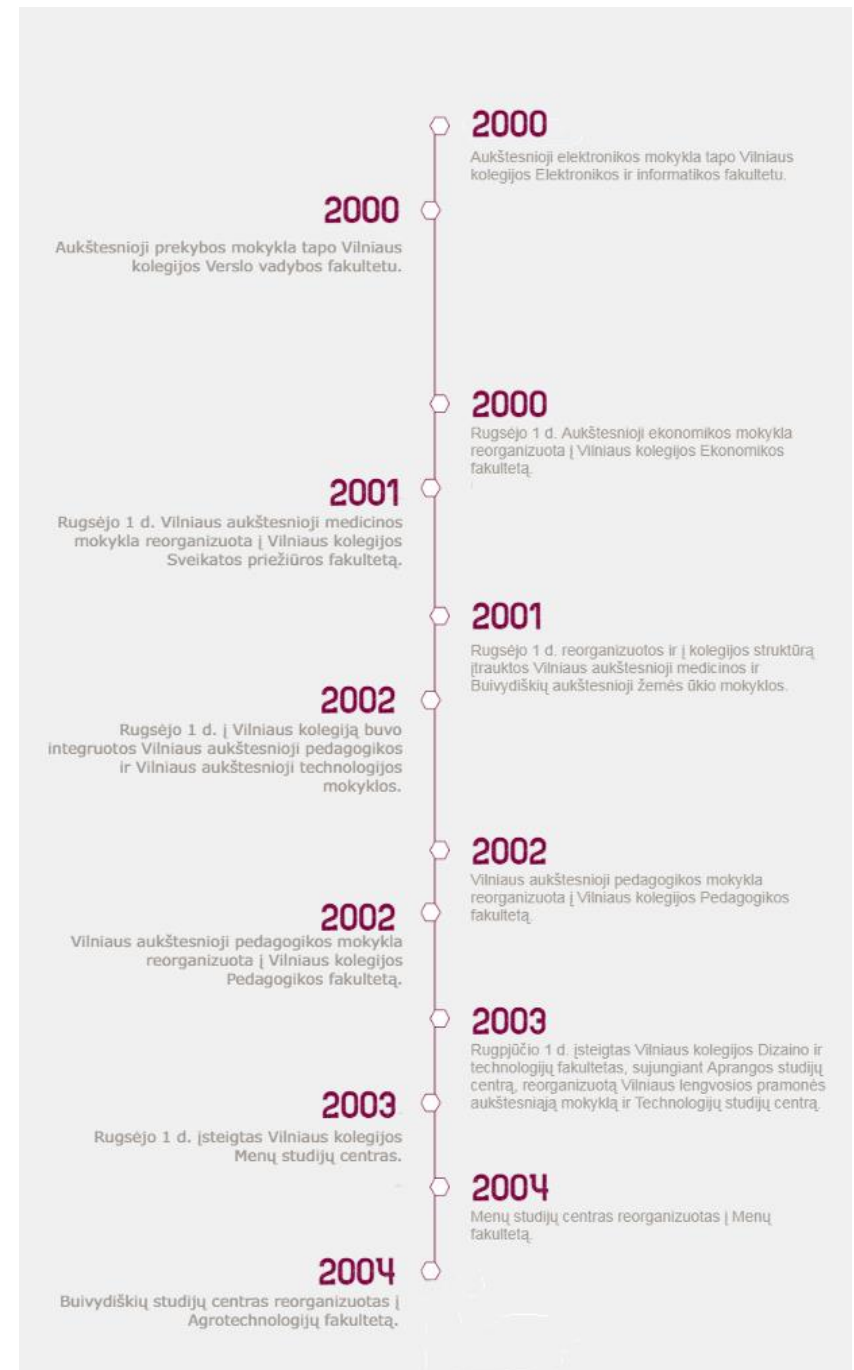 2000
Aukštesnioji elektronikos mokykla tapo Vilniaus
kolegijos Elektronikos ir informatikos fakultetu.
2000
Aukštesnioji prekybos mokykla tapo Vilniaus
kolegijos Verslo vadybos fakultetu.
2000
Rugsėjo 1 d. Aukštesnioji ekonomikos mokykla
reorganizuota į Vilniaus kolegijos Ekonomikos
fakultetą.
2001
Rugsėjo 1 d. Vilniaus aukštesnioji medicinos
mokykla reorganizuota į Vilniaus kolegijos
Sveikatos priežiūros fakultetą.
2001
Rugsėjo 1 d. reorganizuotos ir į kolegijos struktūrą
įtrauktos Vilniaus aukštesnioji medicinos ir
Buivydiškių aukštesnioji žemės ūkio mokyklos.
2002
Rugsėjo 1 d. į Vilniaus kolegiją buvo
integruotos Vilniaus aukštesnioji pedagogikos
ir Vilniaus aukštesnioji technologijos
mokyklos.
2002
Vilniaus aukštesnioji pedagogikos mokykla
reorganizuota į Vilniaus kolegijos Pedagogikos
fakultetą.
2002
Vilniaus aukštesnioji pedagogikos mokykla
reorganizuota į Vilniaus kolegijos
Pedagogikos fakultetą.
2003
Rugpjūčio 1 d. įsteigtas Vilniaus kolegijos Dizaino ir
technologijų fakultetas, sujungiant Aprangos studijų
centrą, reorganizuotą Vilniaus lengvosios pramonės
aukštesniąją mokyklą ir Technologijų studijų centrą.
2003
Rugsėjo 1 d. įsteigtas Vilniaus kolegijos
Menų studijų centras.
2004
Menų studijų centras reorganizuotas į Menų
fakultetą.
2004
Buivydiškių studijų centras reorganizuotas į
Agrotechnologijų fakultetą.